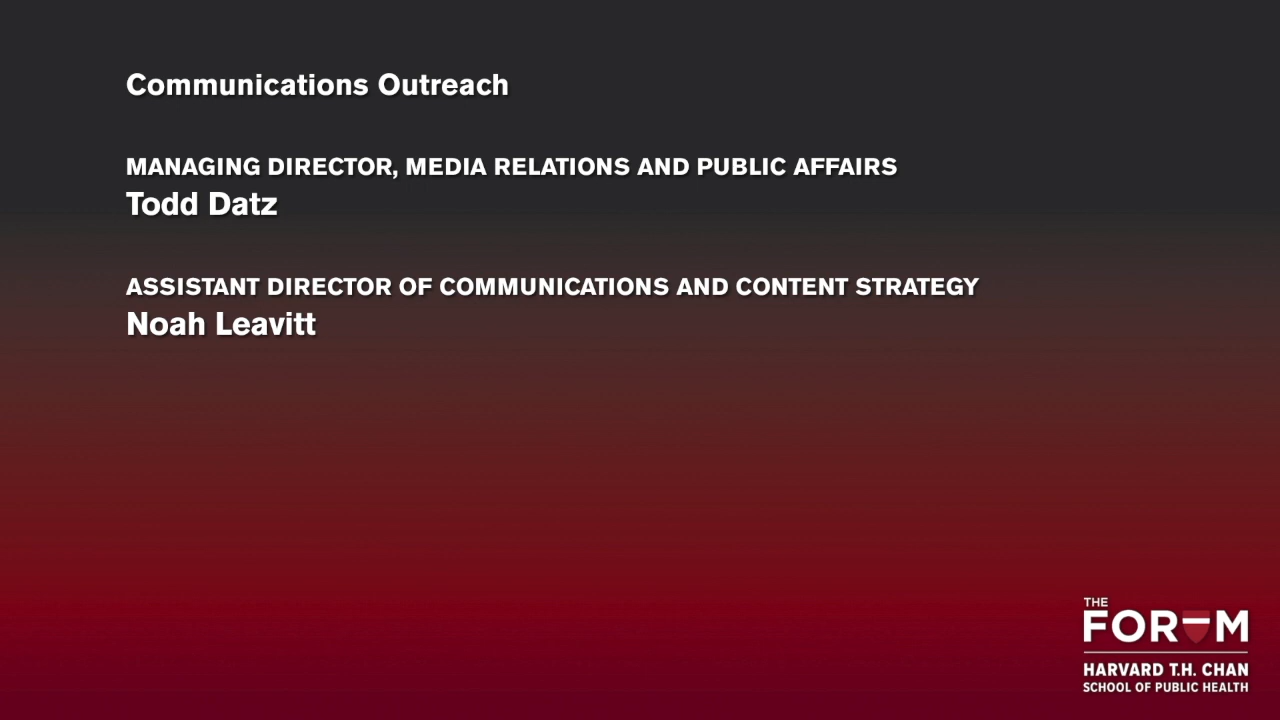 Communications Outreach
MANAGING DIRECTOR, MEDIA RELATIONS AND PUBLIC AFFAIRS
Todd Datz
ASSISTANT DIRECTOR OF COMMUNICATIONS AND CONTENT STRATEGY
Noah Leavitt
THE
FORUM
HARVARD T.H. CHAN
SCHOOL OF PUBLIC HEALTH